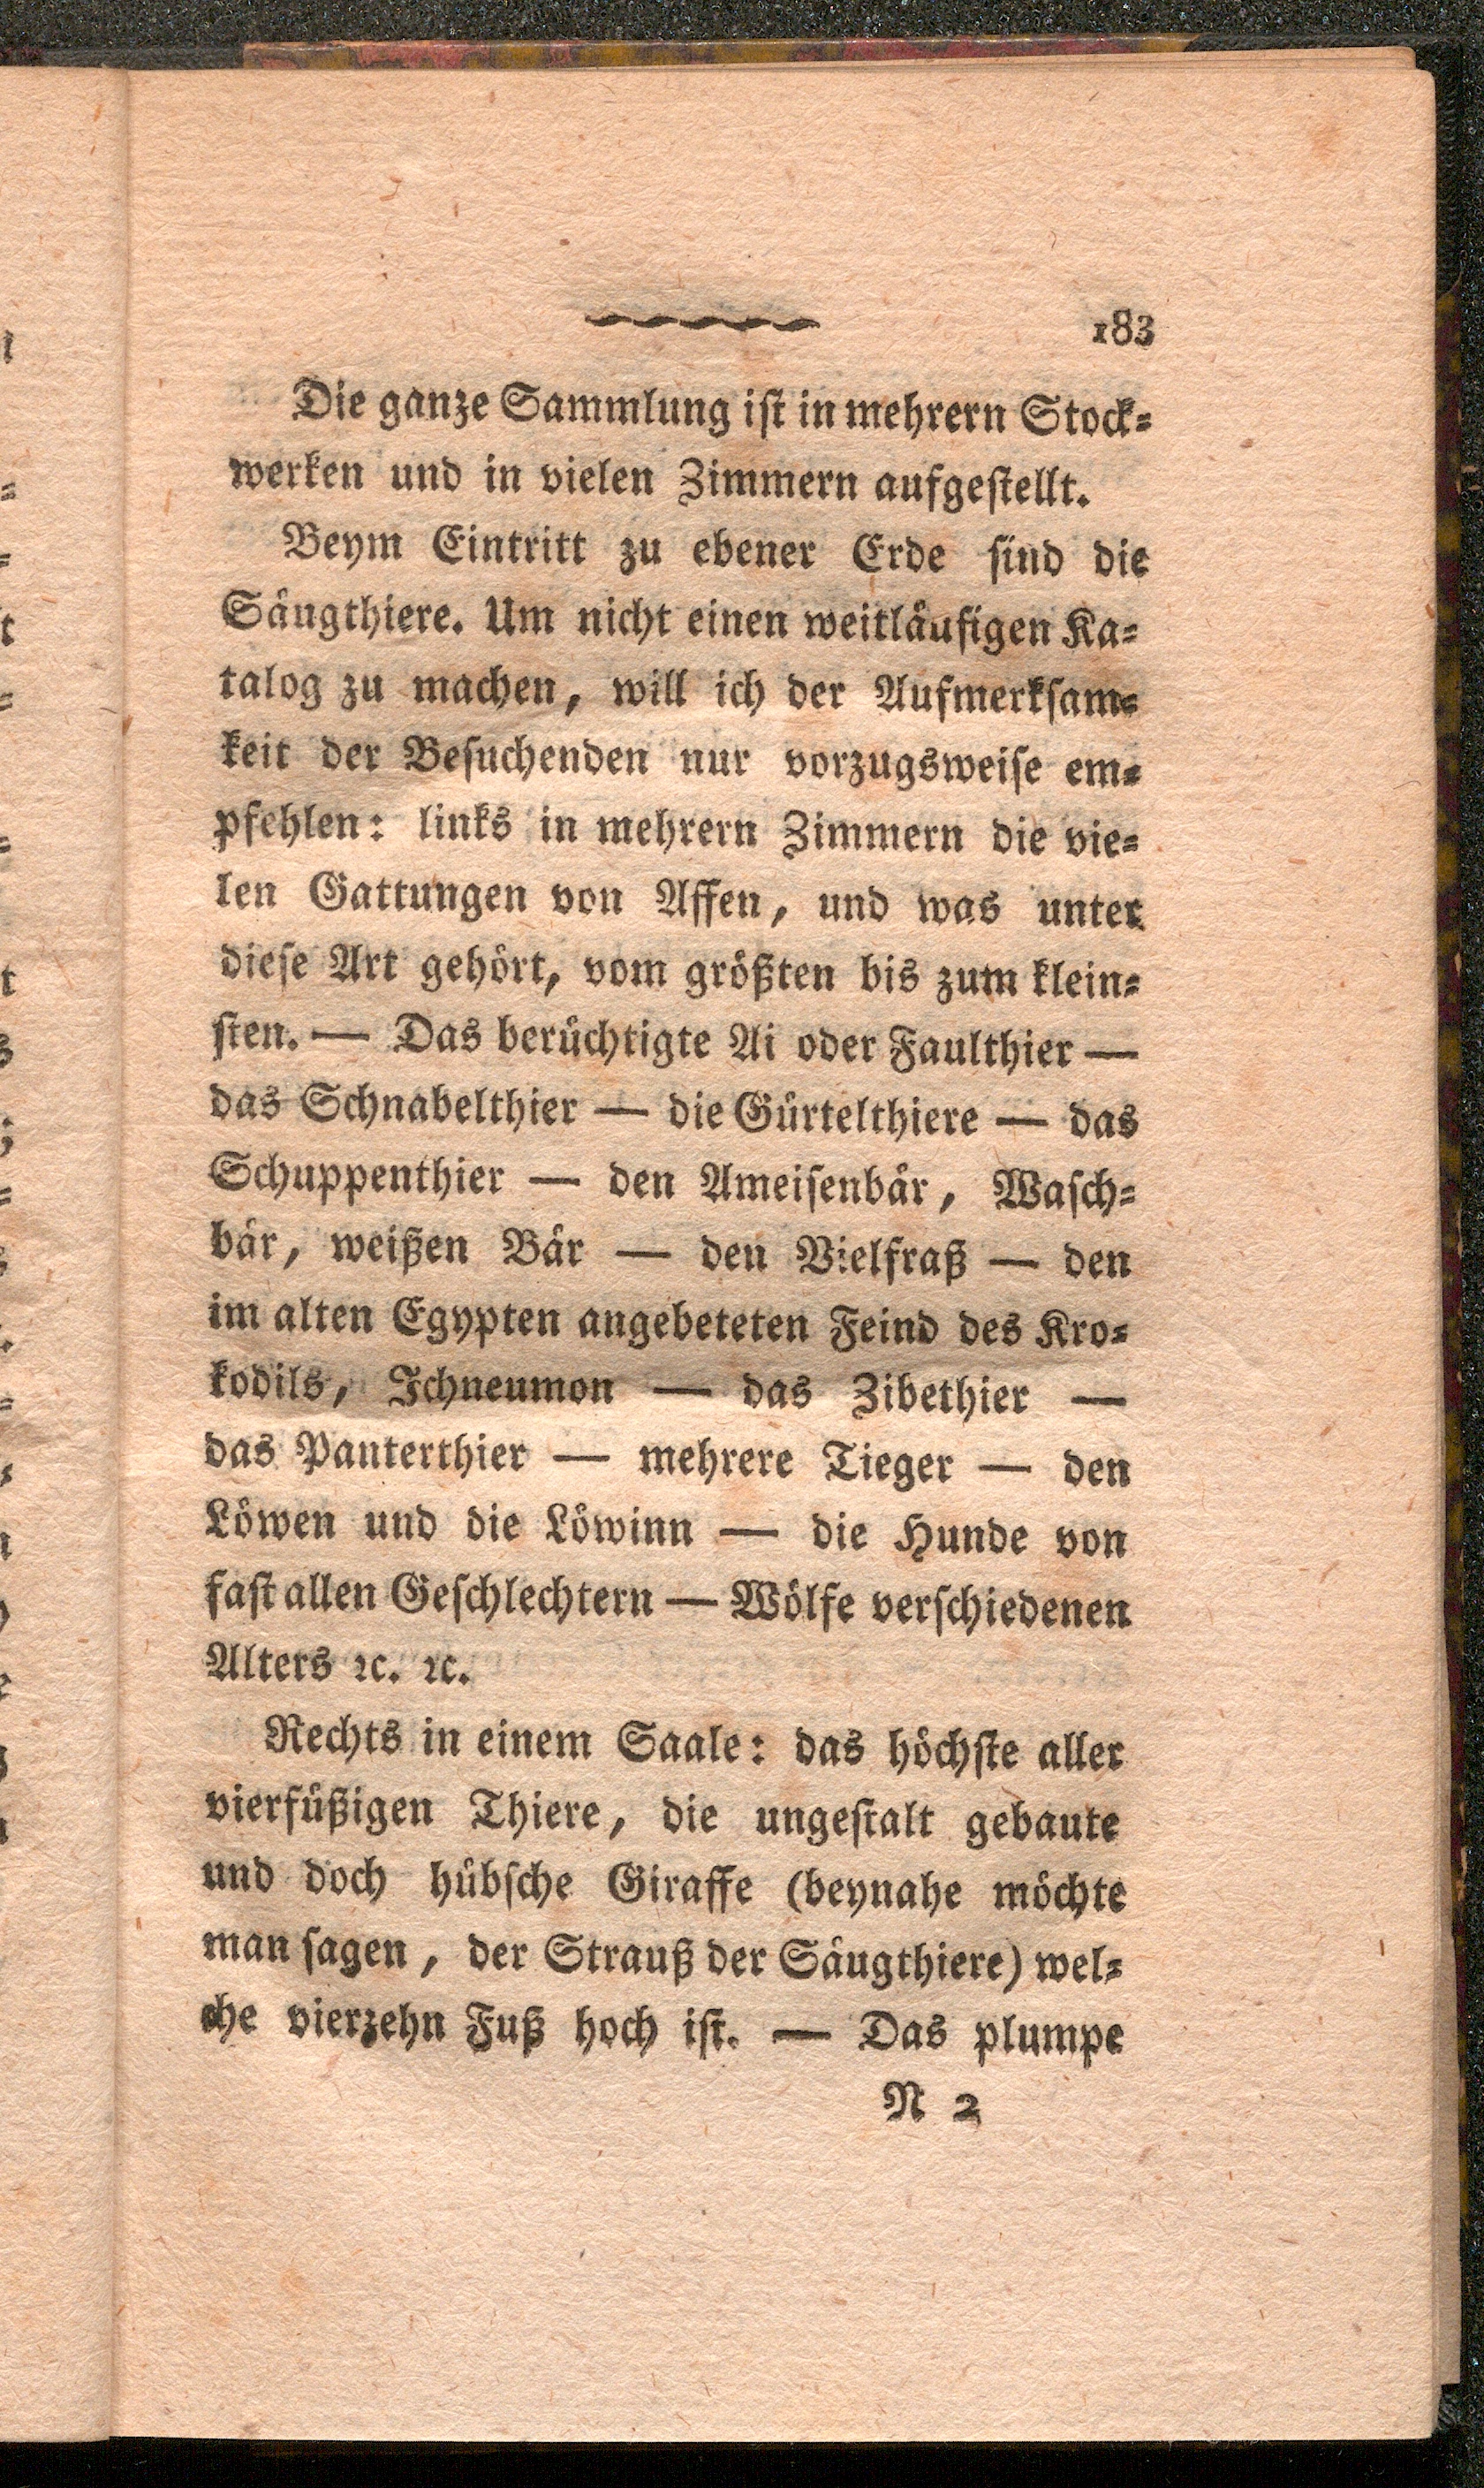 183
Die ganze Sammlung ist in mehrern Stock=
werken und in vielen Zimmern aufgestellt.
Beym Eintritt zu ebener Erde sind die
Säugthiere. Um nicht einen weitläufigen Ka=
talog zu machen, will ich der Aufmerksam=
keit der Besuchenden nur vorzugsweise em=
pfehlen: links in mehrern Zimmern die vie=
len Gattungen von Affen, und was unter
diese Art gehört, vom größten bis zum klein=
sten. — Das berüchtigte Ai oder Faulthier —
das Schnabelthier — die Gürtelthiere — das
Schuppenthier — den Ameisenbär, Wasch=
bär, weißen Bär — den Vielfraß — den
im alten Egypten angebeteten Feind des Kro=
kodils, Ichneumon — das Zibethier —
das Panterthier — mehrere Tieger — den
Löwen und die Löwinn — die Hunde von
fast allen Geschlechtern — Wölfe verschiedenen
Alters ꝛc. ꝛc.
Rechts in einem Saale: das höchste aller
vierfüßigen Thiere, die ungestalt gebaute
und doch hübsche Giraffe (beynahe möchte
man sagen, der Strauß der Säugthiere) wel=
che vierzehn Fuß hoch ist. — Das plumpe
N 2